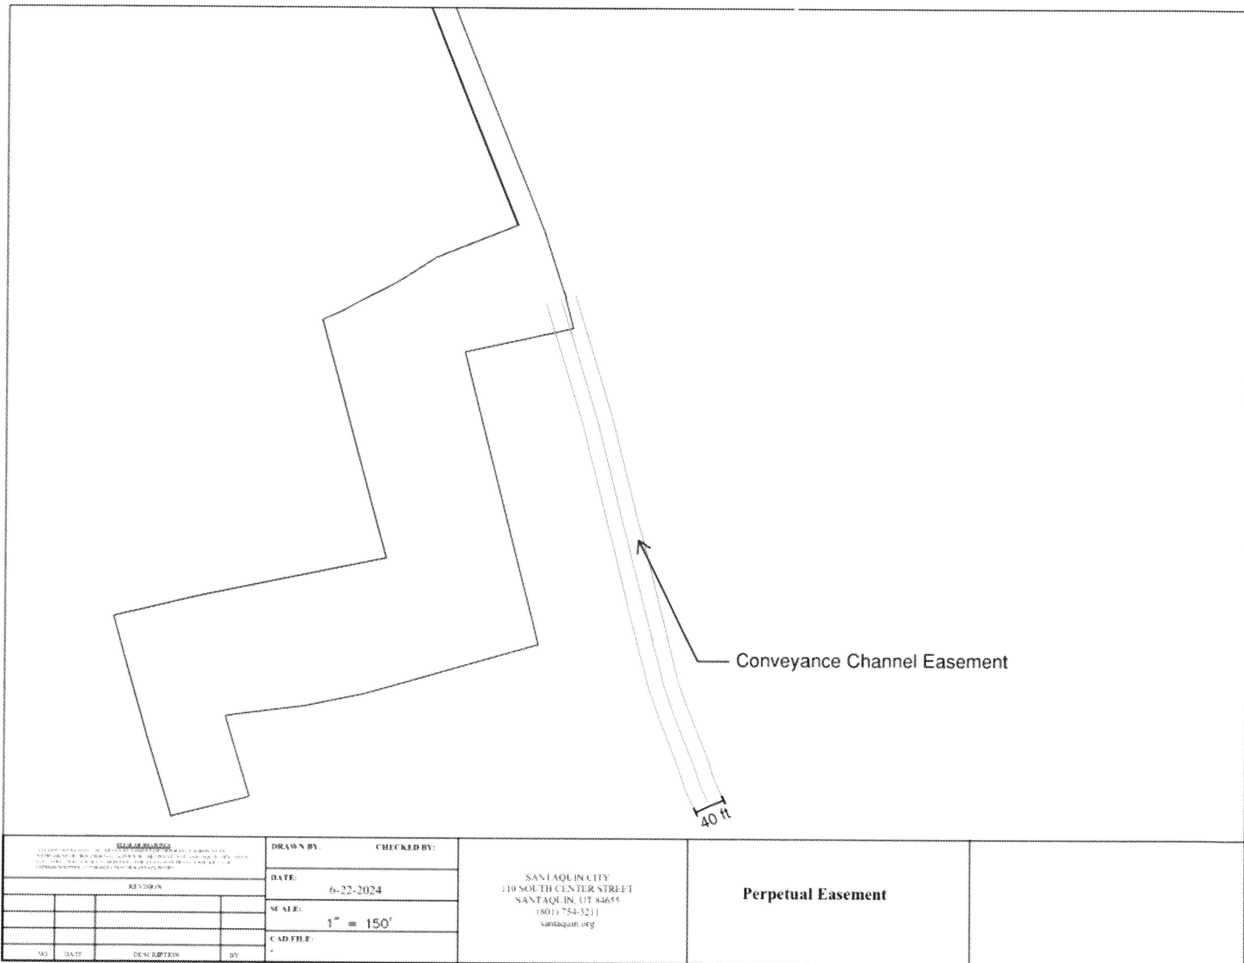 Conveyance Channel Easement
40 ft
REVISION
NO DATE DESCRIPTION BY
DRAWN BY: CHECKED BY:
DATE:
6-22-2024
SCALE:
1" = 150'
CAD FILE:
SANTAQUIN CITY
110 SOUTH CENTER STREET
SANTAQUIN, UT 84655
(801) 754-3211
santaquin.org
Perpetual Easement